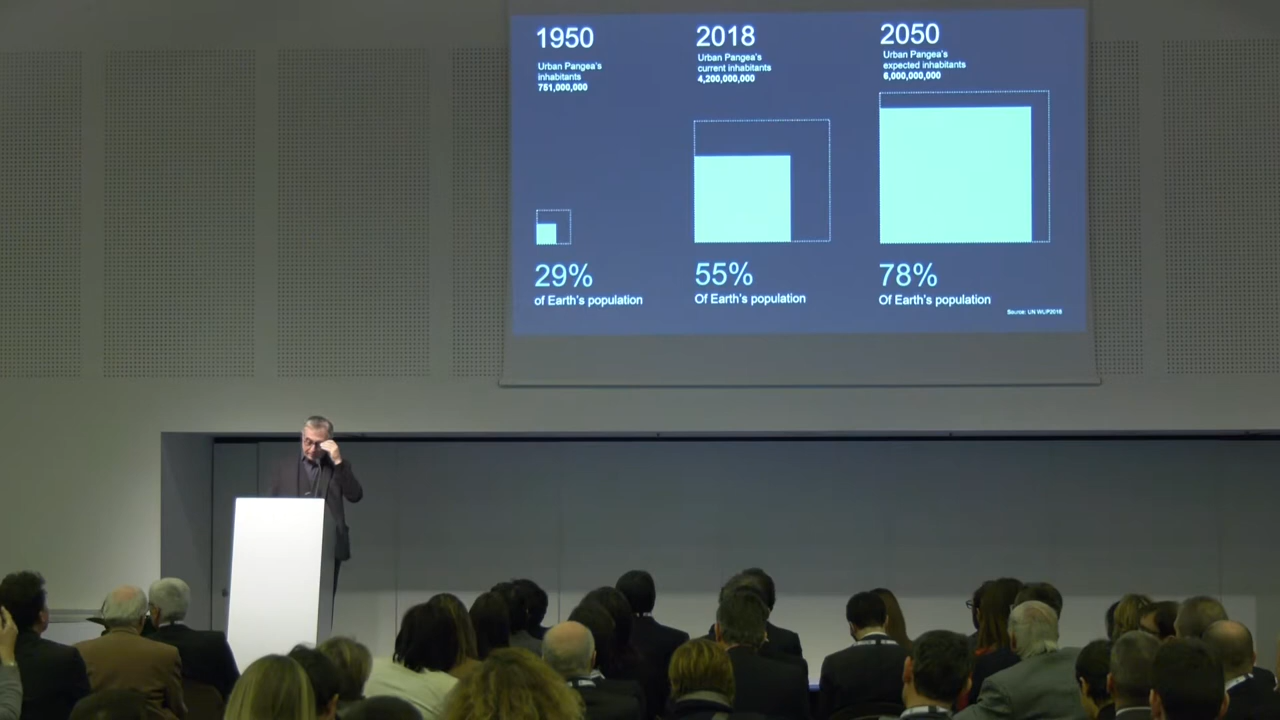 1950
Urban Pangea's
inhabitants
751,000,000
29%
of Earth's population
2018
Urban Pangea's
current inhabitants
4,200,000,000
55%
Of Earth's population
2050
Urban Pangea's
expected inhabitants
6,000,000,000
78%
Of Earth's population
Source: UN WUP2018